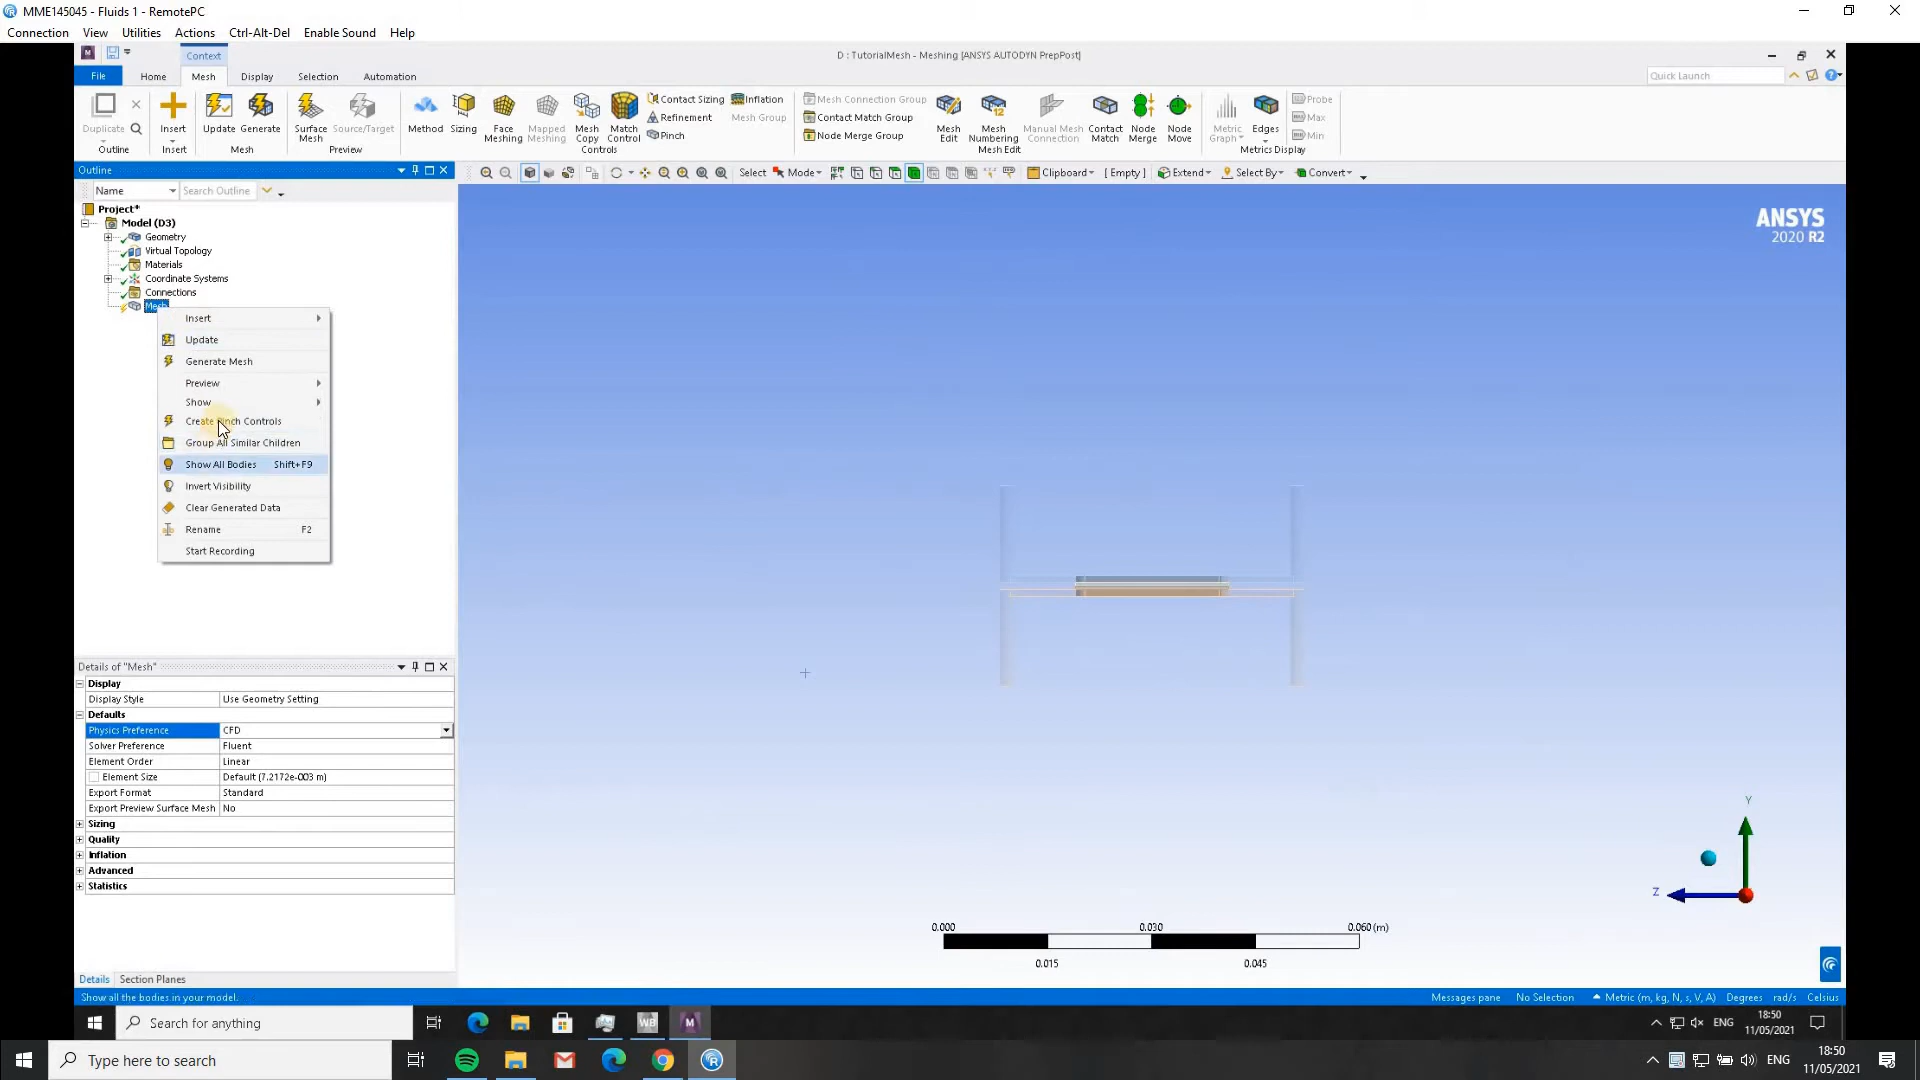 MME145045 - Fluids 1 - RemotePC
Connection View Utilities Actions Ctrl-Alt-Del Enable Sound Help
Context
D : TutorialMesh - Meshing [ANSYS AUTODYN PrepPost]
File Home Mesh Display Selection Automation
Quick Launch
Duplicate
Outline
Insert
Insert
Update Generate
Mesh
Surface Mesh
Source/Target
Preview
Method Sizing
Face Meshing
Mapped Meshing
Mesh Copy
Match Control
Controls
Contact Sizing
Refinement
Pinch
Inflation
Mesh Group
Mesh Connection Group
Contact Match Group
Node Merge Group
Mesh Edit
Mesh Numbering
Manual Mesh Connection
Contact Match
Node Merge
Node Move
Mesh Edit
Metric Graph
Edges
Probe
Max
Min
Metrics Display
Outline
Name
Search Outline
Select Mode
Clipboard [ Empty ] Extend Select By Convert
Project*
Model (D3)
Geometry
Virtual Topology
Materials
Coordinate Systems
Connections
Mesh
Insert
Update
Generate Mesh
Preview
Show
Create Pinch Controls
Group All Similar Children
Show All Bodies Shift+F9
Invert Visibility
Clear Generated Data
Rename F2
Start Recording
ANSYS
2020 R2
Details of "Mesh"
Display
Display Style Use Geometry Setting
Defaults
Physics Preference CFD
Solver Preference Fluent
Element Order Linear
Element Size Default (7.2172e-003 m)
Export Format Standard
Export Preview Surface Mesh No
Sizing
Quality
Inflation
Advanced
Statistics
Y
Z
0.000 0.030 0.060 (m)
0.015 0.045
Details Section Planes
Show all the bodies in your model.
Messages pane No Selection Metric (m, kg, N, s, V, A) Degrees rad/s Celsius
Search for anything
WB
M
ENG
18:50
11/05/2021
Type here to search
ENG
18:50
11/05/2021